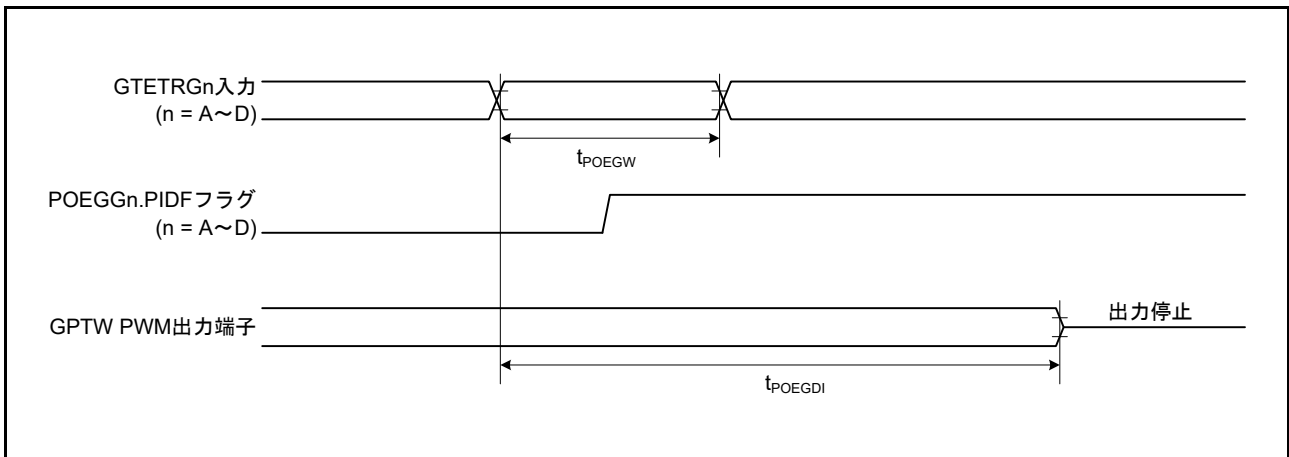 GTETRGn入力
(n = A～D)
tPOEGW
POEGGn.PIDFフラグ
(n = A～D)
GPTW PWM出力端子
出力停止
tPOEGDI